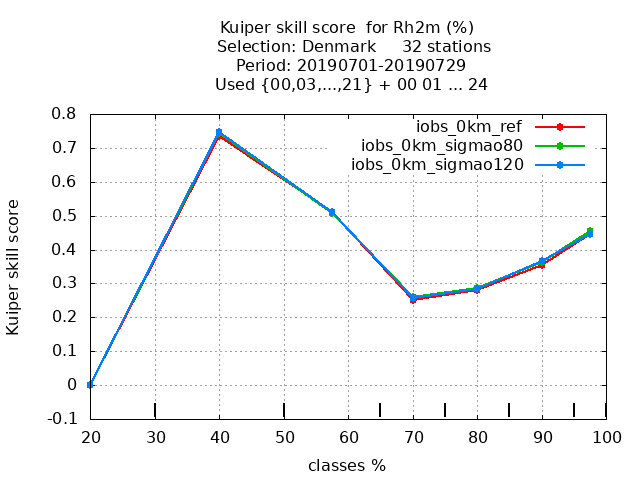 Kuiper skill score  for Rh2m (%)
Selection: Denmark     32 stations
Period: 20190701-20190729
Used {00,03,...,21} + 00 01 ... 24
iobs_0km_ref
iobs_0km_sigmao80
iobs_0km_sigmao120
Kuiper skill score
0.8
0.7
0.6
0.5
0.4
0.3
0.2
0.1
0
-0.1
20 30 40 50 60 70 80 90 100
classes %